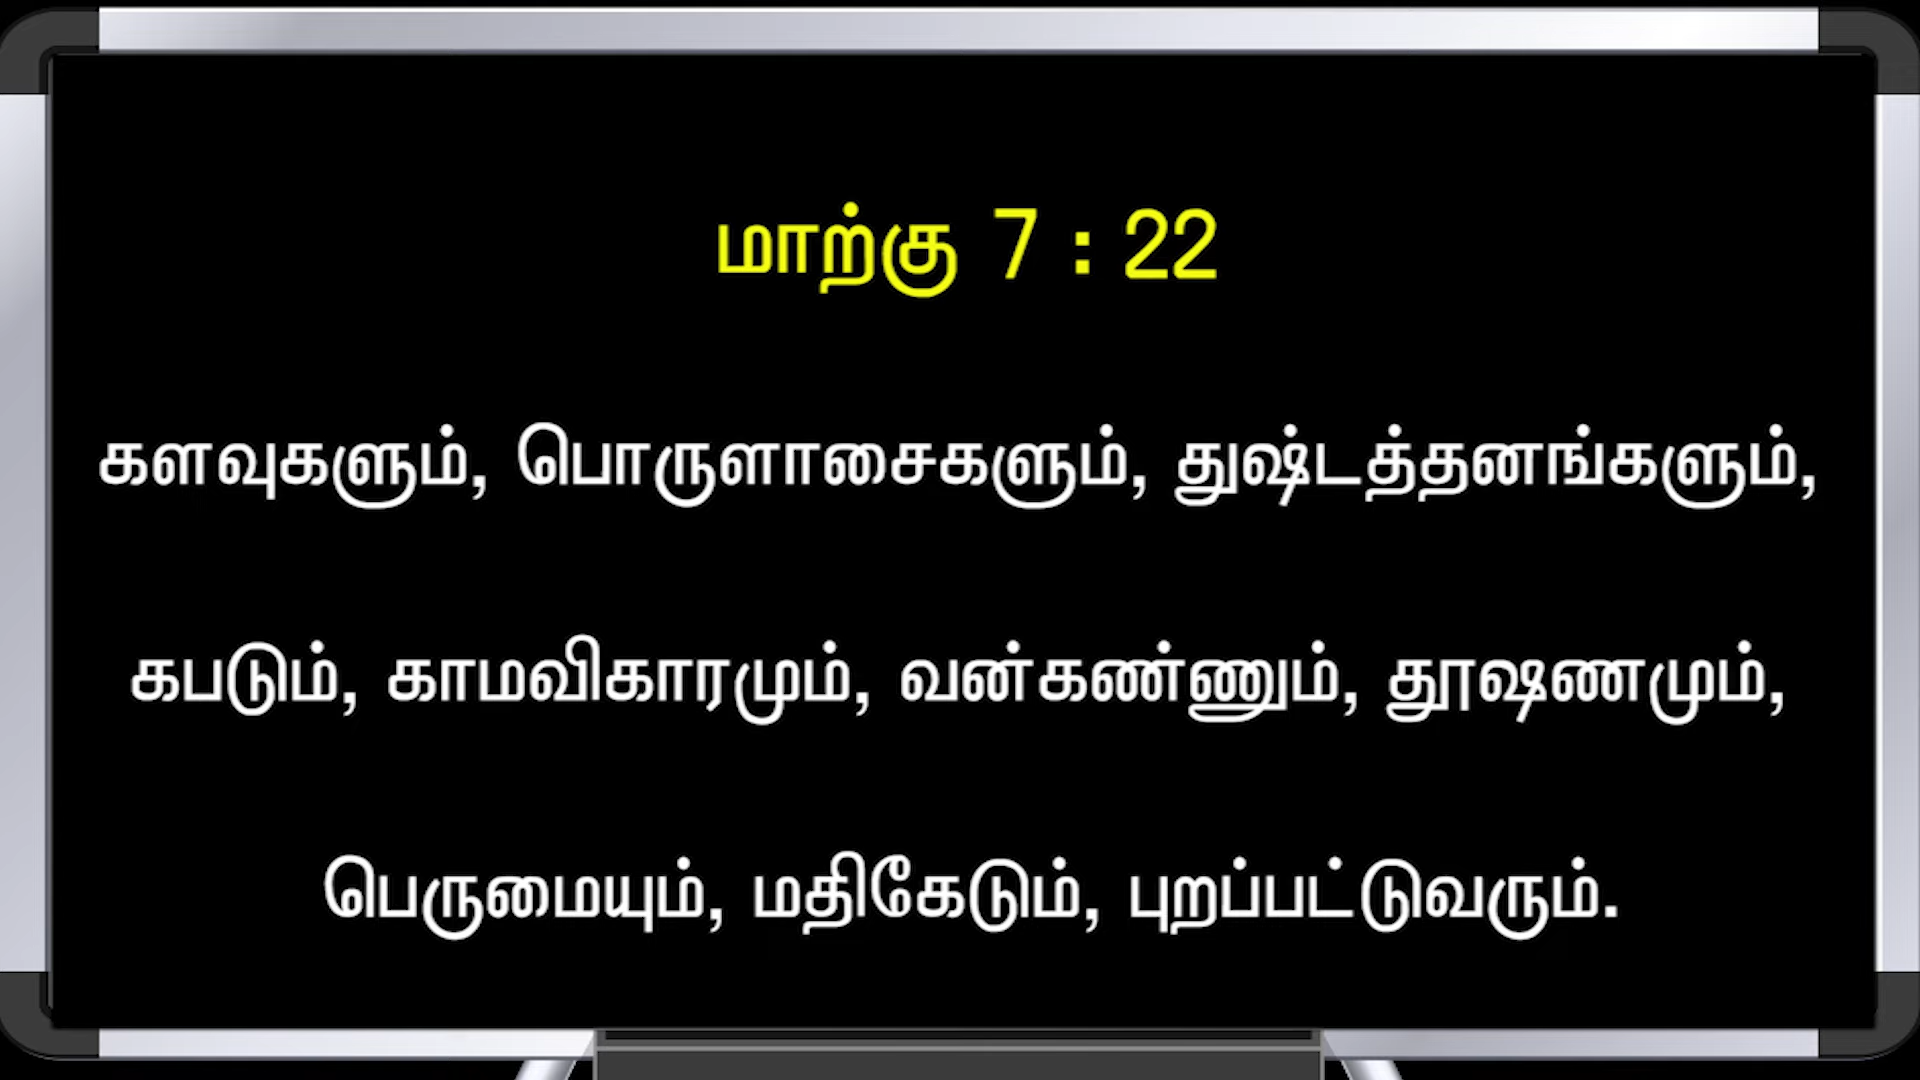 மாற்கு 7 : 22
களவுகளும், பொருளாசைகளும், துஷ்டத்தனங்களும்,
கபடும், காமவிகாரமும், வன்கண்ணும், தூஷணமும்,
பெருமையும், மதிகேடும், புறப்பட்டுவரும்.